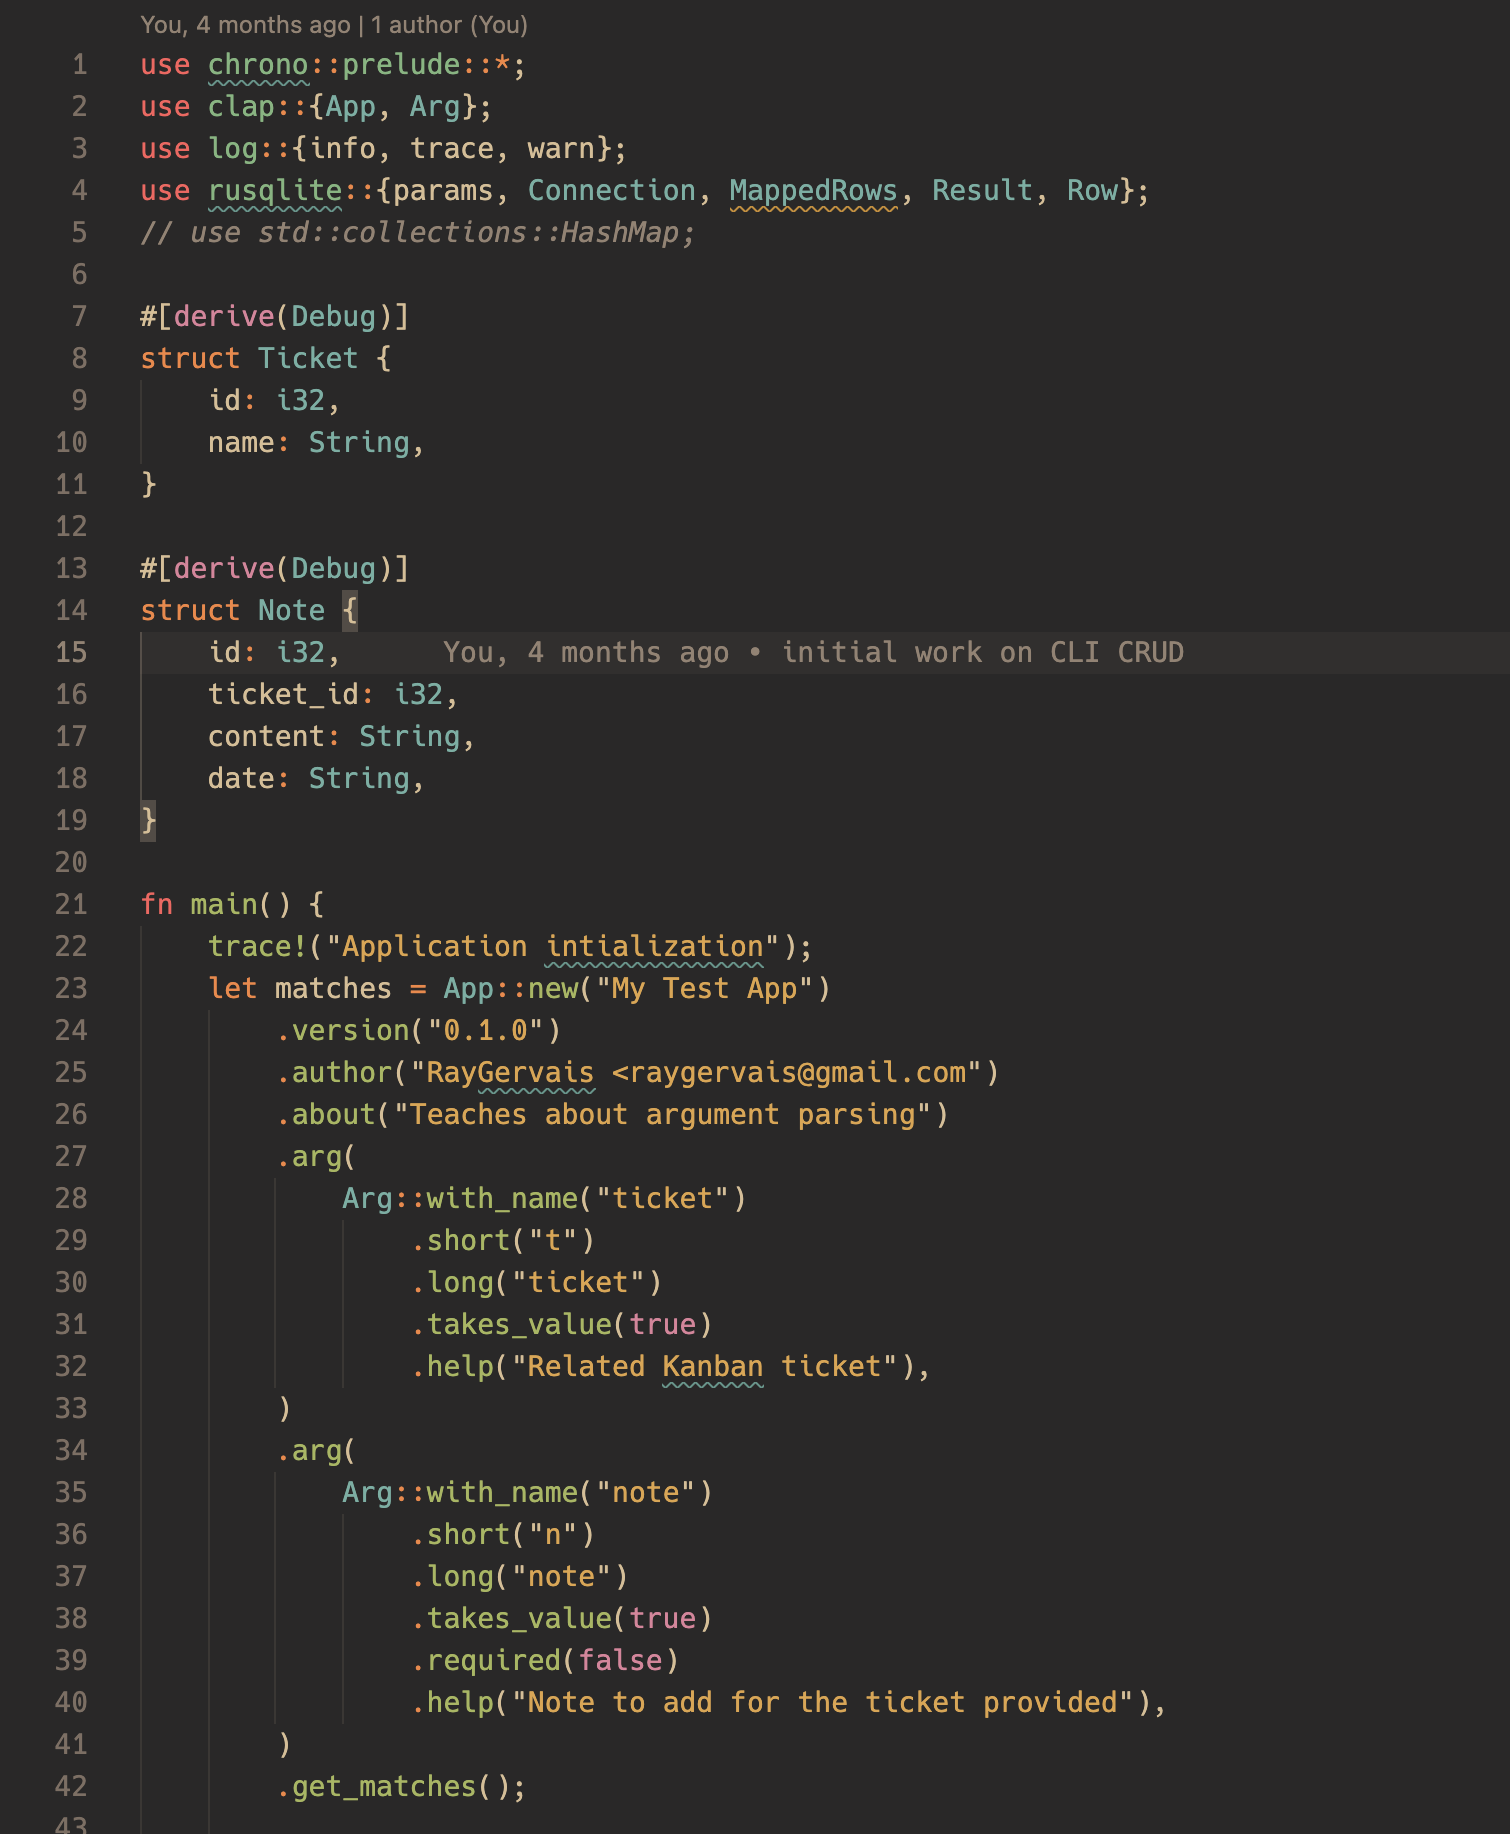 You, 4 months ago | 1 author (You)
1 use chrono::prelude::*;
2 use clap::{App, Arg};
3 use log::{info, trace, warn};
4 use rusqlite::{params, Connection, MappedRows, Result, Row};
5 // use std::collections::HashMap;
6
7 #[derive(Debug)]
8 struct Ticket {
9     id: i32,
10     name: String,
11 }
12
13 #[derive(Debug)]
14 struct Note {
15     id: i32,      You, 4 months ago • initial work on CLI CRUD
16     ticket_id: i32,
17     content: String,
18     date: String,
19 }
20
21 fn main() {
22     trace!("Application intialization");
23     let matches = App::new("My Test App")
24         .version("0.1.0")
25         .author("RayGervais <raygervais@gmail.com")
26         .about("Teaches about argument parsing")
27         .arg(
28             Arg::with_name("ticket")
29                 .short("t")
30                 .long("ticket")
31                 .takes_value(true)
32                 .help("Related Kanban ticket"),
33         )
34         .arg(
35             Arg::with_name("note")
36                 .short("n")
37                 .long("note")
38                 .takes_value(true)
39                 .required(false)
40                 .help("Note to add for the ticket provided"),
41         )
42         .get_matches();
43